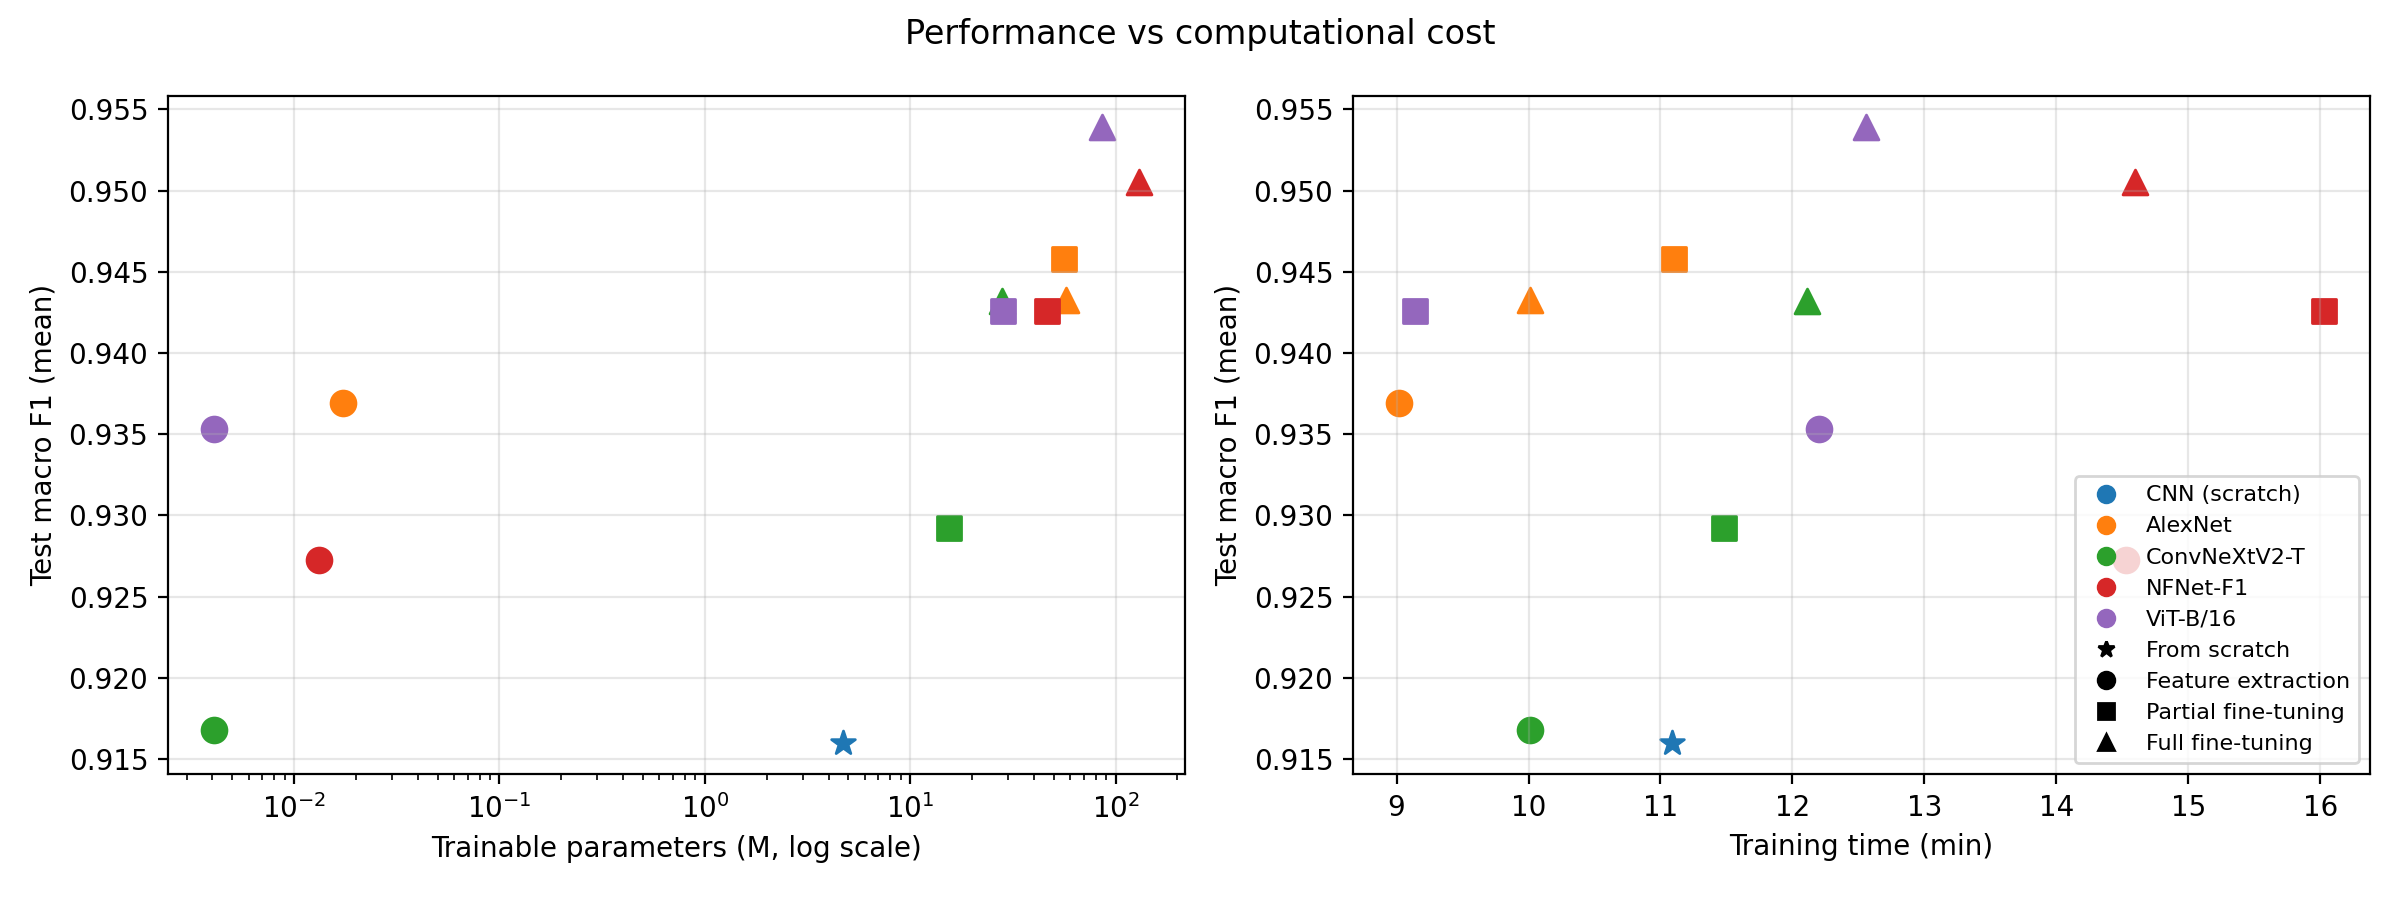 Performance vs computational cost
0.955
0.950
0.945
0.940
0.935
0.930
0.925
0.920
0.915
Test macro F1 (mean)
10⁻²
10⁻¹
10⁰
10¹
10²
Trainable parameters (M, log scale)
0.955
0.950
0.945
0.940
0.935
0.930
0.925
0.920
0.915
Test macro F1 (mean)
9
10
11
12
13
14
15
16
Training time (min)
CNN (scratch)
AlexNet
ConvNeXtV2-T
NFNet-F1
ViT-B/16
From scratch
Feature extraction
Partial fine-tuning
Full fine-tuning